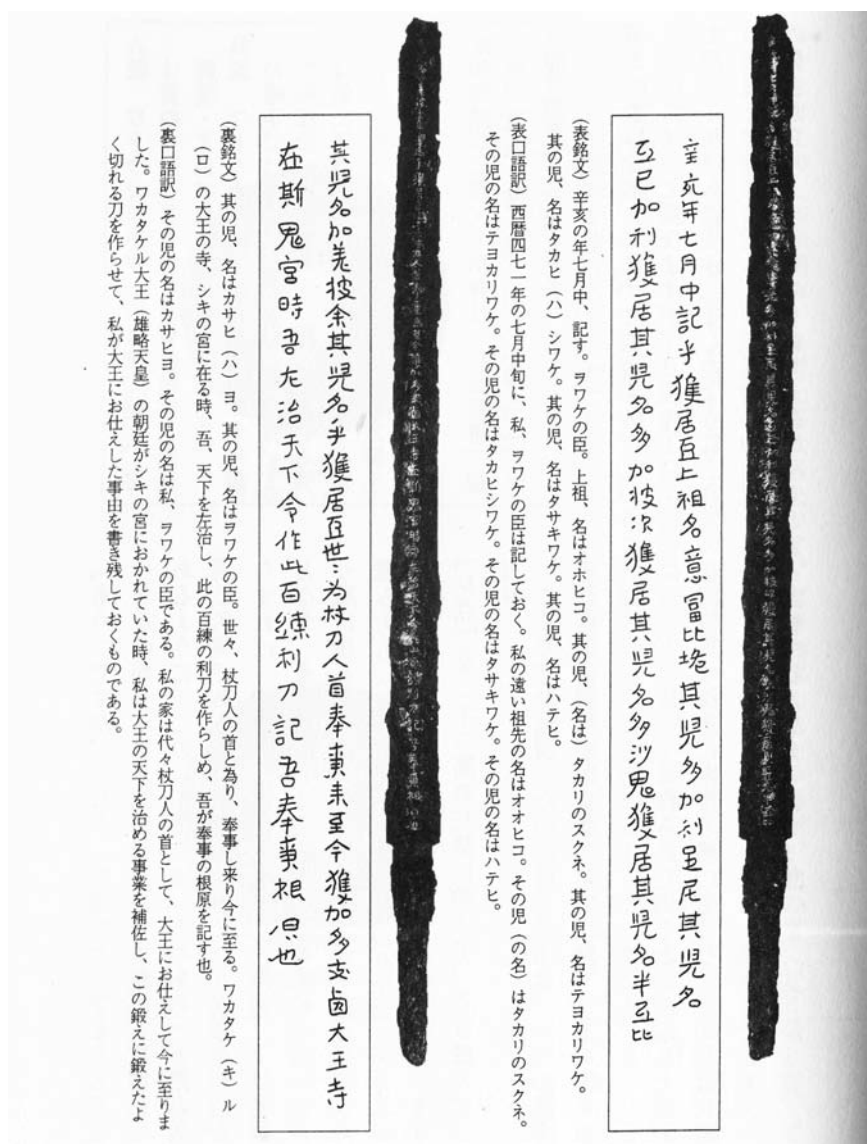 辛亥年七月中記乎獲居臣上祖名意冨比垝其児多加利足尼其児名
弖已加利獲居其児名多加披次獲居其児名多沙鬼獲居其児名半弖比
（表銘文）辛亥の年七月中、記す。ヲワケの臣。上祖、名はオホヒコ。其の児、（名は）タカリのスクネ。其の児、名はテヨカリワケ。
其の児、名はタカヒ（ハ）シワケ。其の児、名はタサキワケ。其の児、名はハテヒ。
（表口語訳）西暦四七一年の七月中旬に、私、ヲワケの臣は記しておく。私の遠い祖先の名はオオヒコ。その児（の名）はタカリのスクネ。
その児の名はテヨカリワケ。その児の名はタカヒシワケ。その児の名はタサキワケ。その児の名はハテヒ。
其児名加差披余其児名乎獲居臣世々為杖刀人首奉事来至今獲加多支鹵大王寺
在斯鬼宮時吾左治天下令作此百練利刀記吾奉事根原也
（裏銘文）其の児、名はカサヒ（ハ）ヨ。其の児、名はヲワケの臣。世々、杖刀人の首と為り、奉事し来り今に至る。ワカタケ（キ）ル
（ロ）の大王の寺、シキの宮に在る時、吾、天下を左治し、此の百練の利刀を作らしめ、吾が奉事の根原を記す也。
（裏口語訳）その児の名はカサヒヨ。その児の名は私、ヲワケの臣である。私の家は代々杖刀人の首として、大王にお仕えして今に至りま
した。ワカタケル大王（雄略天皇）の朝廷がシキの宮におかれていた時、私は大王の天下を治める事業を補佐し、この鍛えに鍛えたよ
く切れる刀を作らせて、私が大王にお仕えした事由を書き残しておくものである。